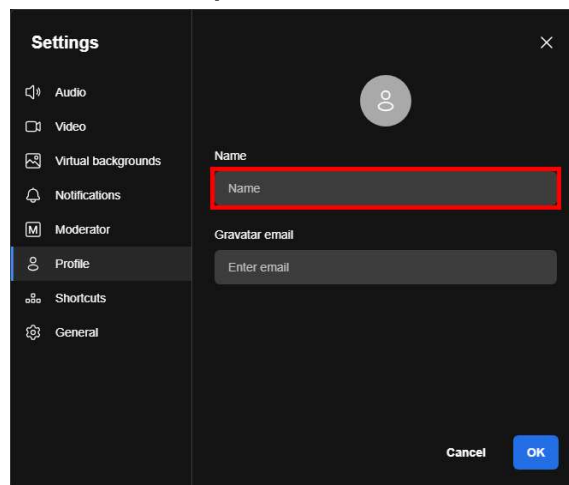 Settings
Audio
Video
Virtual backgrounds
Notifications
M Moderator
Profile
Shortcuts
General
Name
Name
Gravatar email
Enter email
Cancel
OK